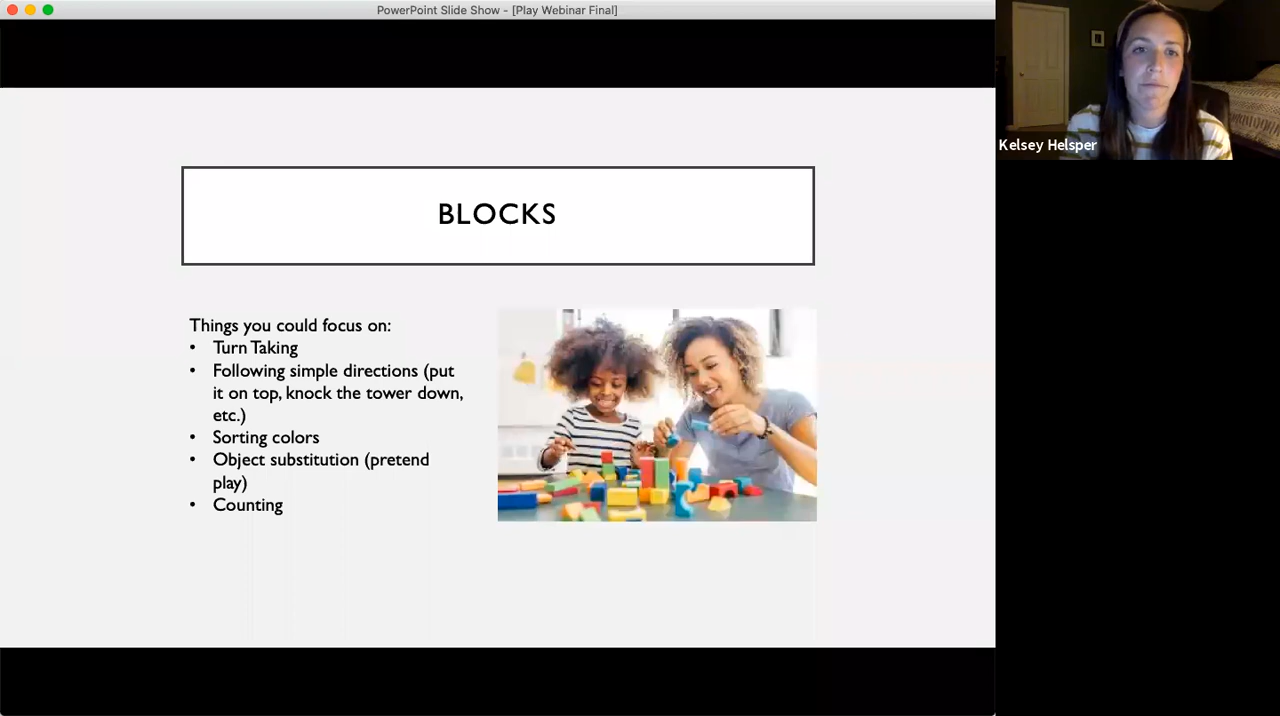 PowerPoint Slide Show - [Play Webinar Final]
Kelsey Helsper
BLOCKS
Things you could focus on:
• Turn Taking
• Following simple directions (put
it on top, knock the tower down,
etc.)
• Sorting colors
• Object substitution (pretend
play)
• Counting